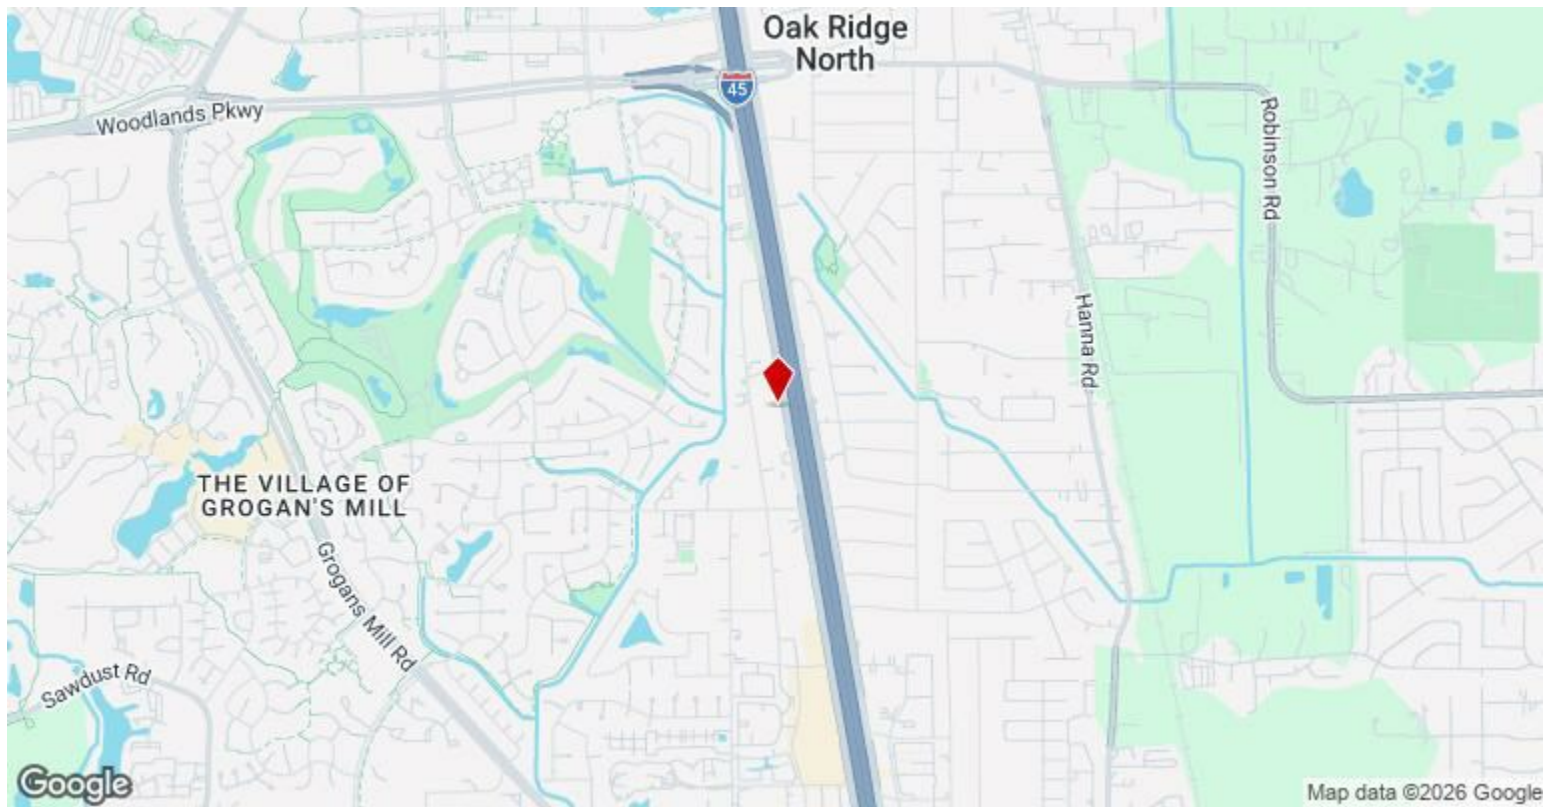 Oak Ridge
North
45
Woodlands Pkwy
Robinson Rd
Hanna Rd
THE VILLAGE OF
GROGAN'S MILL
Grogans Mill Rd
Sawdust Rd
Google
Map data ©2026 Google